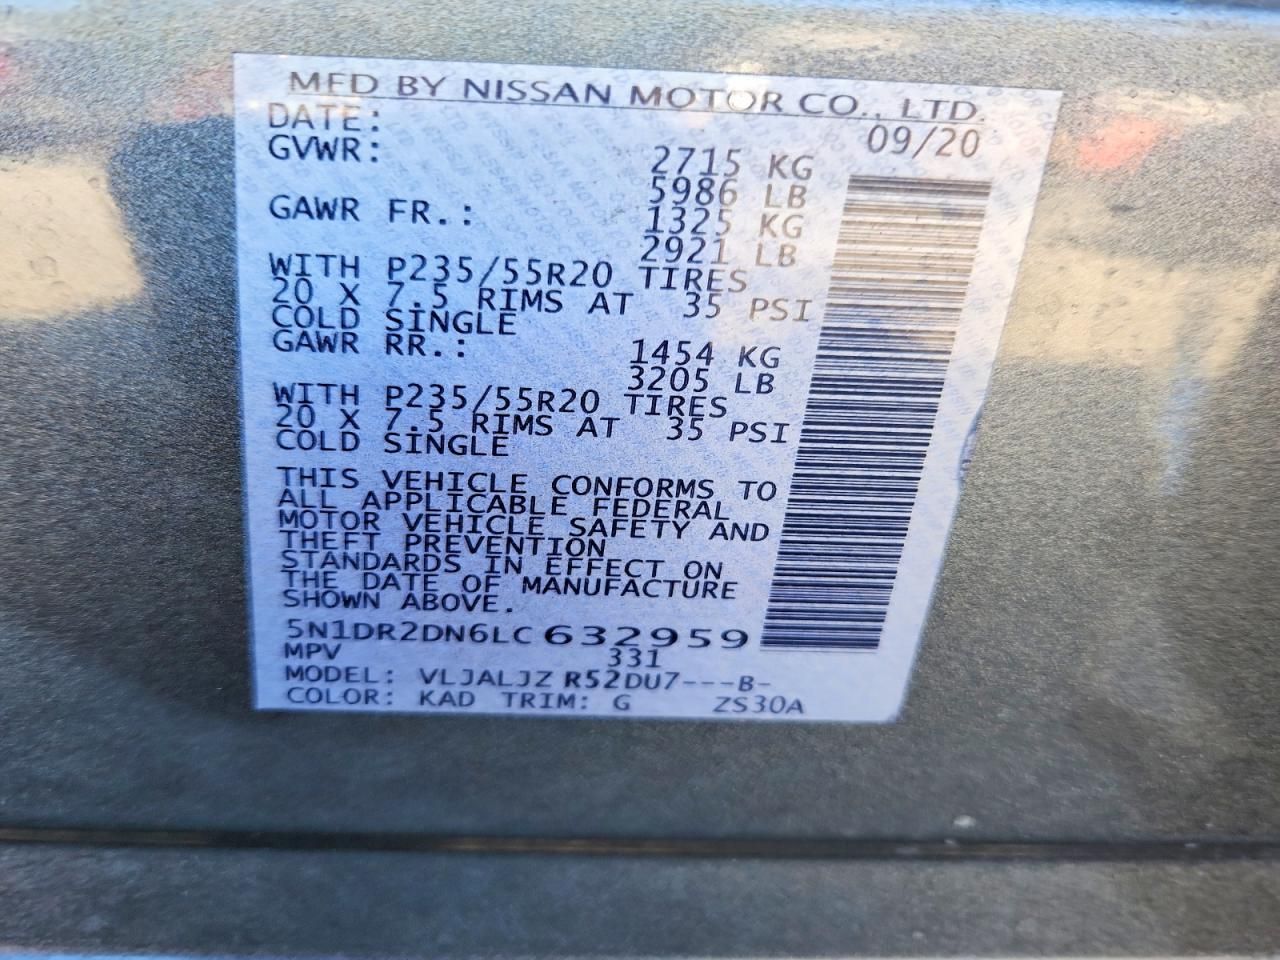 MFD BY NISSAN MOTOR CO., LTD.
DATE: 09/20
GVWR: 2715 KG
5986 LB
GAWR FR.: 1325 KG
2921 LB
WITH P235/55R20 TIRES
20 X 7.5 RIMS AT 35 PSI
COLD SINGLE
GAWR RR.: 1454 KG
3205 LB
WITH P235/55R20 TIRES
20 X 7.5 RIMS AT 35 PSI
COLD SINGLE
THIS VEHICLE CONFORMS TO
ALL APPLICABLE FEDERAL
MOTOR VEHICLE SAFETY AND
THEFT PREVENTION
STANDARDS IN EFFECT ON
THE DATE OF MANUFACTURE
SHOWN ABOVE.
5N1DR2DN6LC632959
MPV 331
MODEL: VLJALJZ R52DU7---B-
COLOR: KAD TRIM: G ZS30A